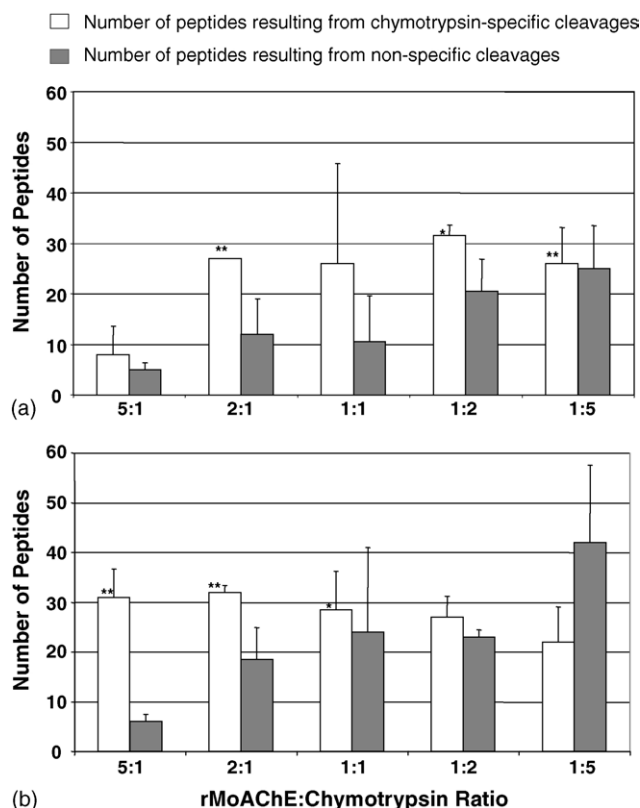 Number of peptides resulting from chymotrypsin-specific cleavages
Number of peptides resulting from non-specific cleavages
Number of Peptides
60
50
40
30
20
10
0
**
*
**
(a)
5:1 2:1 1:1 1:2 1:5
Number of Peptides
60
50
40
30
20
10
0
**
**
*
5:1 2:1 1:1 1:2 1:5
(b)
rMoAChE:Chymotrypsin Ratio